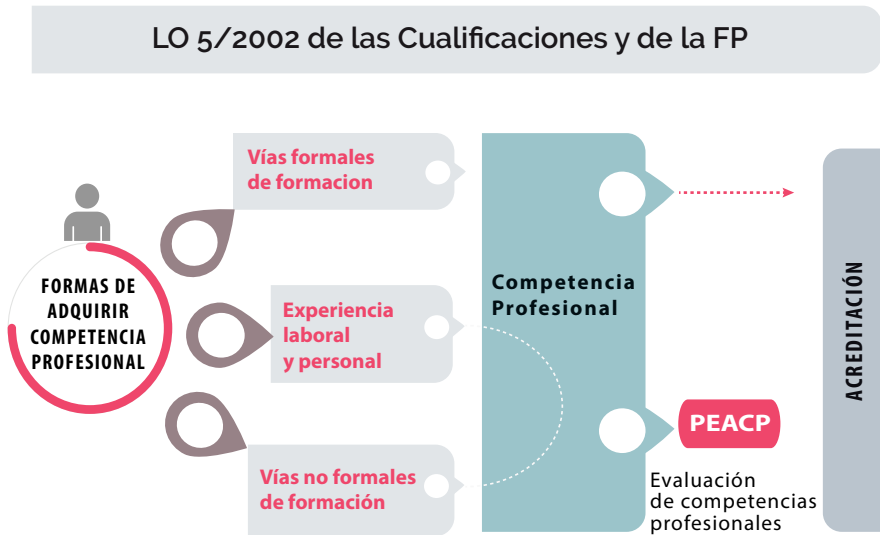 LO 5/2002 de las Cualificaciones y de la FP
FORMAS DE
ADQUIRIR
COMPETENCIA
PROFESIONAL
Vías formales
de formacion
Experiencia
laboral
y personal
Vías no formales
de formación
Competencia
Profesional
PEACP
Evaluación
de competencias
profesionales
ACREDITACIÓN